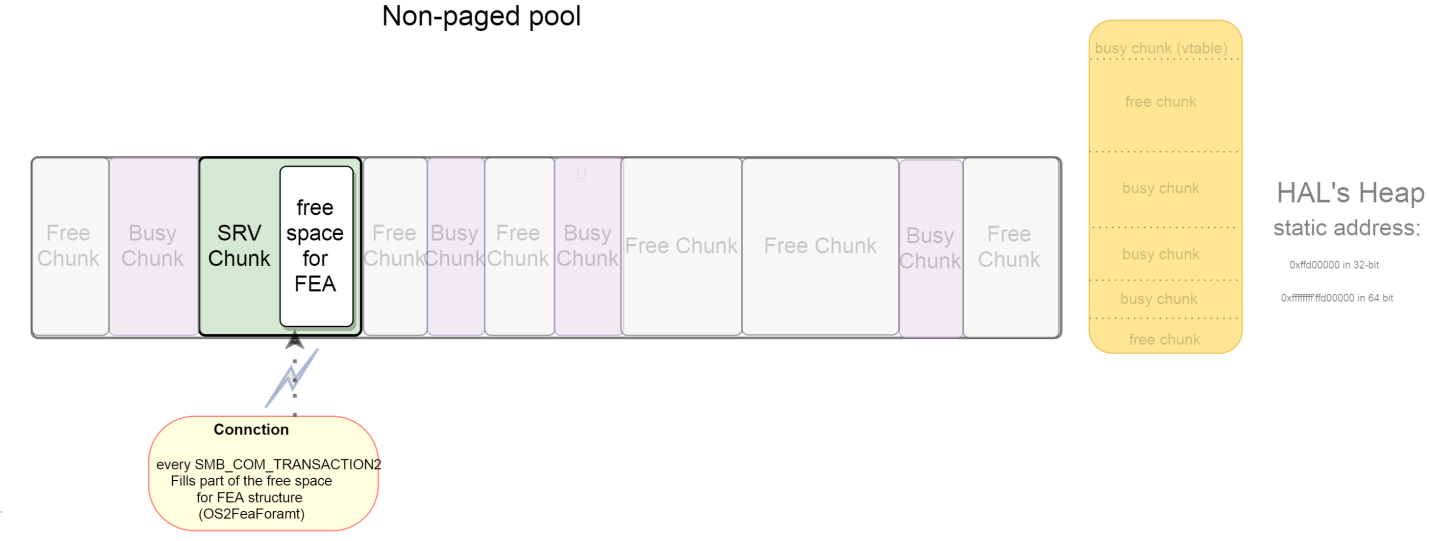 Non-paged pool
busy chunk (vtable)
free chunk
busy chunk
busy chunk
busy chunk
free chunk
HAL's Heap
static address:
0xffd00000 in 32-bit
0xffffffff'ffd00000 in 64 bit
Free
Chunk
Busy
Chunk
SRV
Chunk
free
space
for
FEA
Free
Chunk
Busy
Chunk
Free
Chunk
U
Busy
Chunk
Free Chunk
Free Chunk
Busy
Chunk
Free
Chunk
Connction
every SMB_COM_TRANSACTION2
Fills part of the free space
for FEA structure
(OS2FeaForamt)